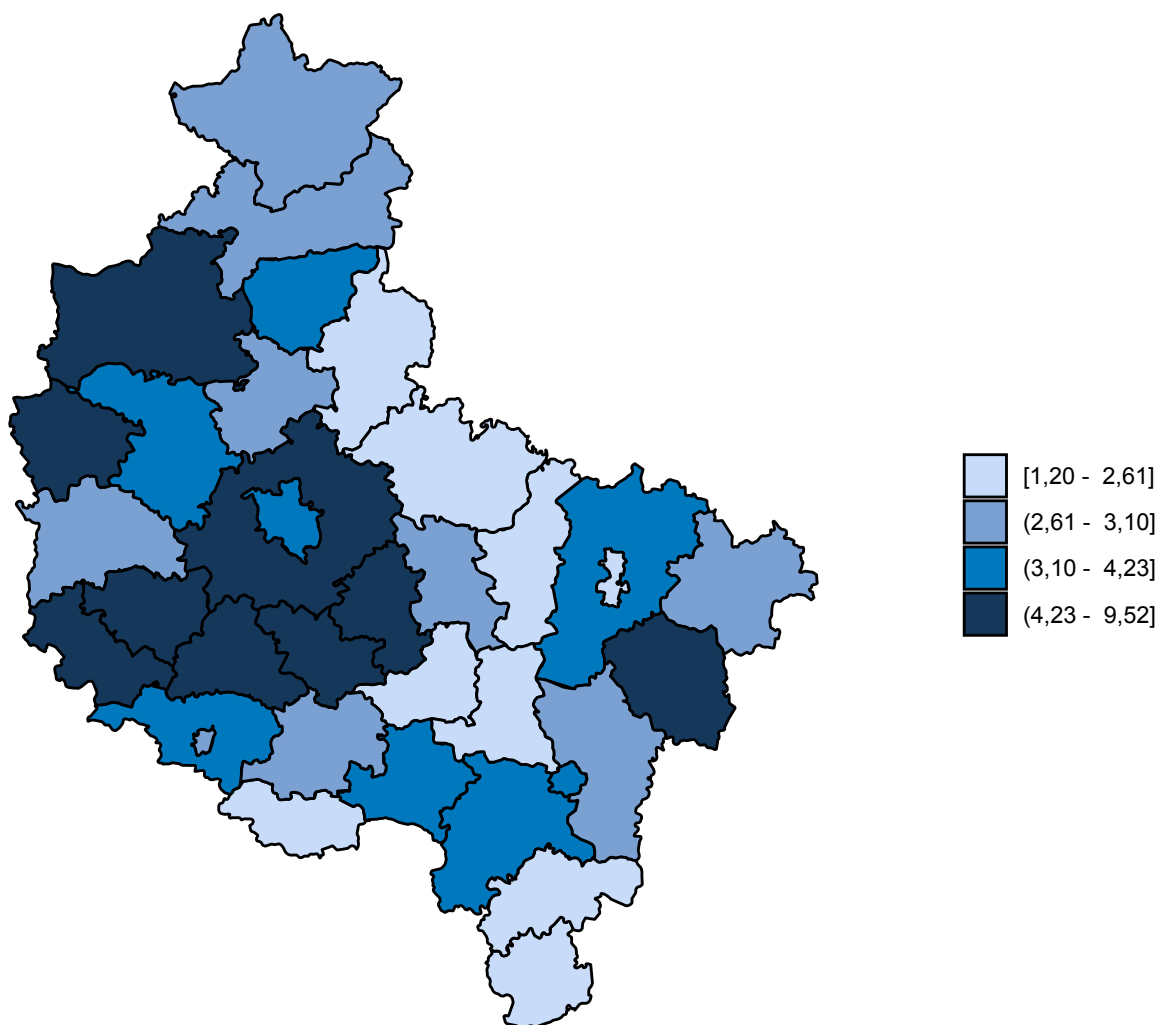 [1,20 - 2,61]
(2,61 - 3,10]
(3,10 - 4,23]
(4,23 - 9,52]